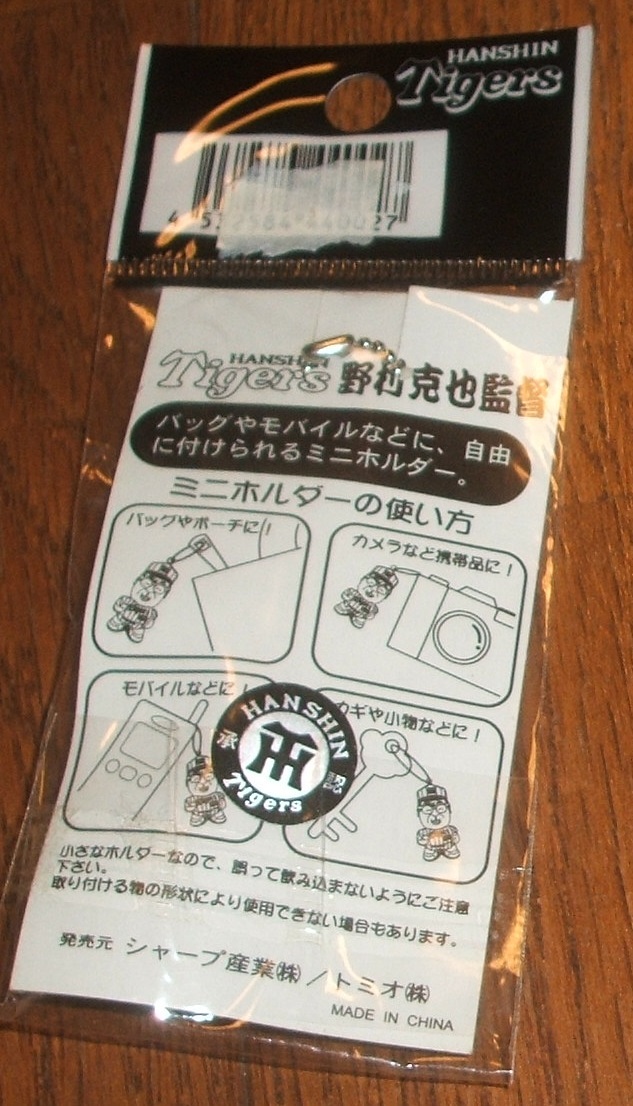 HANSHIN
Tigers
HANSHIN
Tigers 野村克也監督
バッグやモバイルなどに、自由
に付けられるミニホルダー。
ミニホルダーの使い方
バッグやポーチに!
カメラなど携帯品に!
モバイルなどに!
カギや小物などに!
HANSHIN
承
Tigers
小さなホルダーなので、誤って飲み込まないようにご注意
下さい。
取り付ける物の形状により使用できない場合もあります。
発売元 シャープ産業㈱/トミオ㈱
MADE IN CHINA